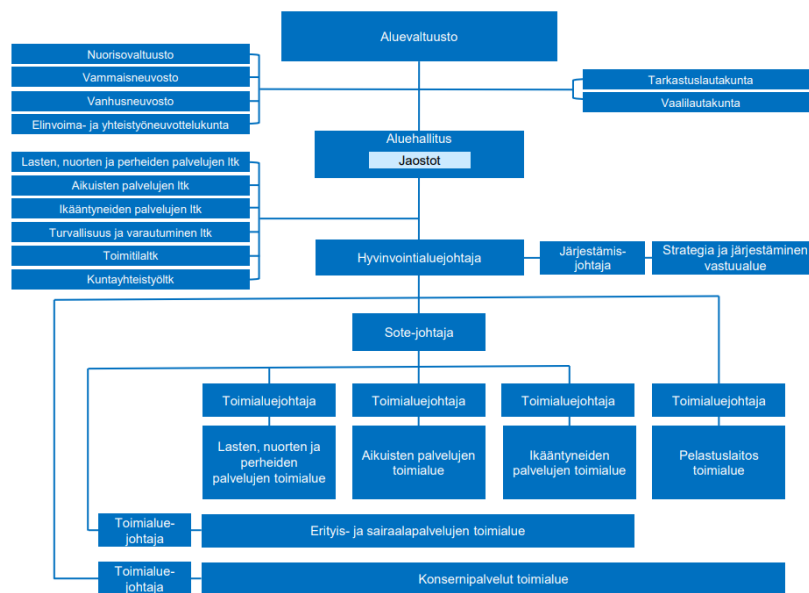 Aluevaltuusto
Nuorisovaltuusto
Vammaisneuvosto
Vanhusneuvosto
Elinvoima- ja yhteistyöneuvottelukunta
Tarkastuslautakunta
Vaalilautakunta
Aluehallitus
Jaostot
Lasten, nuorten ja perheiden palvelujen ltk
Aikuisten palvelujen ltk
Ikääntyneiden palvelujen ltk
Turvallisuus ja varautuminen ltk
Toimitilaltk
Kuntayhteistyöltk
Hyvinvointialuejohtaja
Järjestämis-
johtaja
Strategia ja järjestäminen
vastuualue
Sote-johtaja
Toimialuejohtaja
Toimialuejohtaja
Toimialuejohtaja
Toimialuejohtaja
Lasten, nuorten ja
perheiden
palvelujen toimialue
Aikuisten palvelujen
toimialue
Ikääntyneiden
palvelujen toimialue
Pelastuslaitos
toimialue
Toimialue-
johtaja
Erityis- ja sairaalapalvelujen toimialue
Toimialue-
johtaja
Konsernipalvelut toimialue